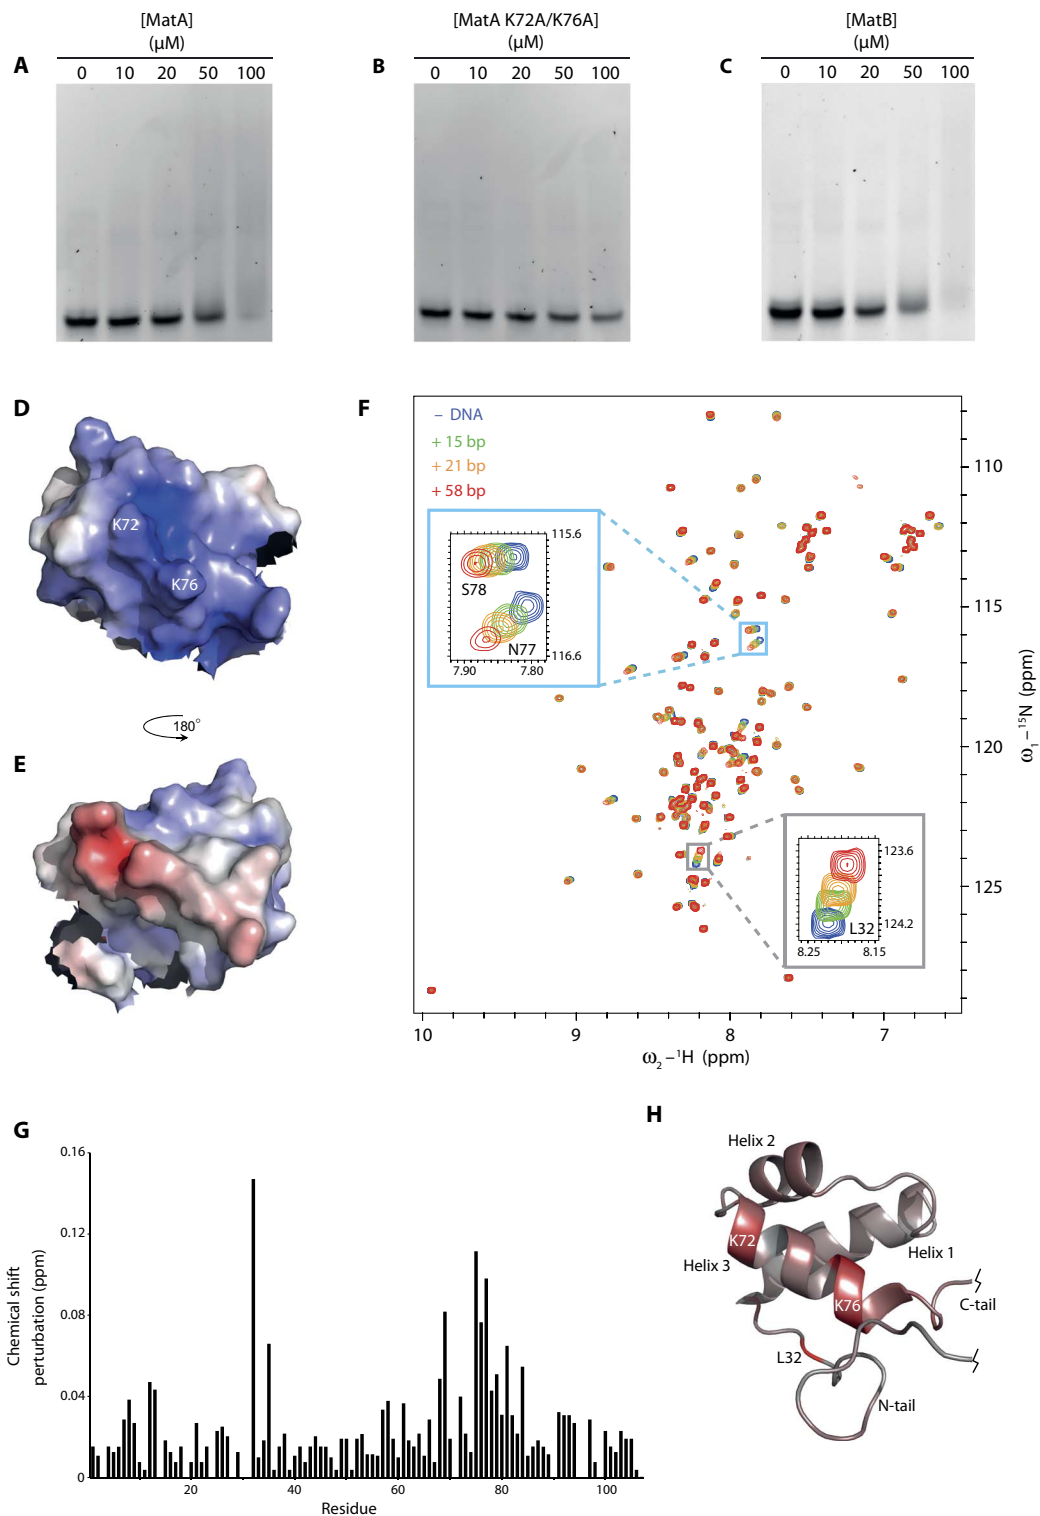 [MatA]
(μM)
A
0 10 20 50 100
[MatA K72A/K76A]
(μM)
B
0 10 20 50 100
[MatB]
(μM)
C
0 10 20 50 100
D
K72
K76
180°
E
F
– DNA
+ 15 bp
+ 21 bp
+ 58 bp
115.6
S78
N77
116.6
7.90 7.80
123.6
L32
124.2
8.25 8.15
110
115
120
125
ω₁ – ¹⁵N (ppm)
10 9 8 7
ω₂ – ¹H (ppm)
G
0.16
0.12
0.08
0.04
0
Chemical shift
perturbation (ppm)
20 40 60 80 100
Residue
H
Helix 2
K72
Helix 3
Helix 1
K76
C-tail
L32
N-tail